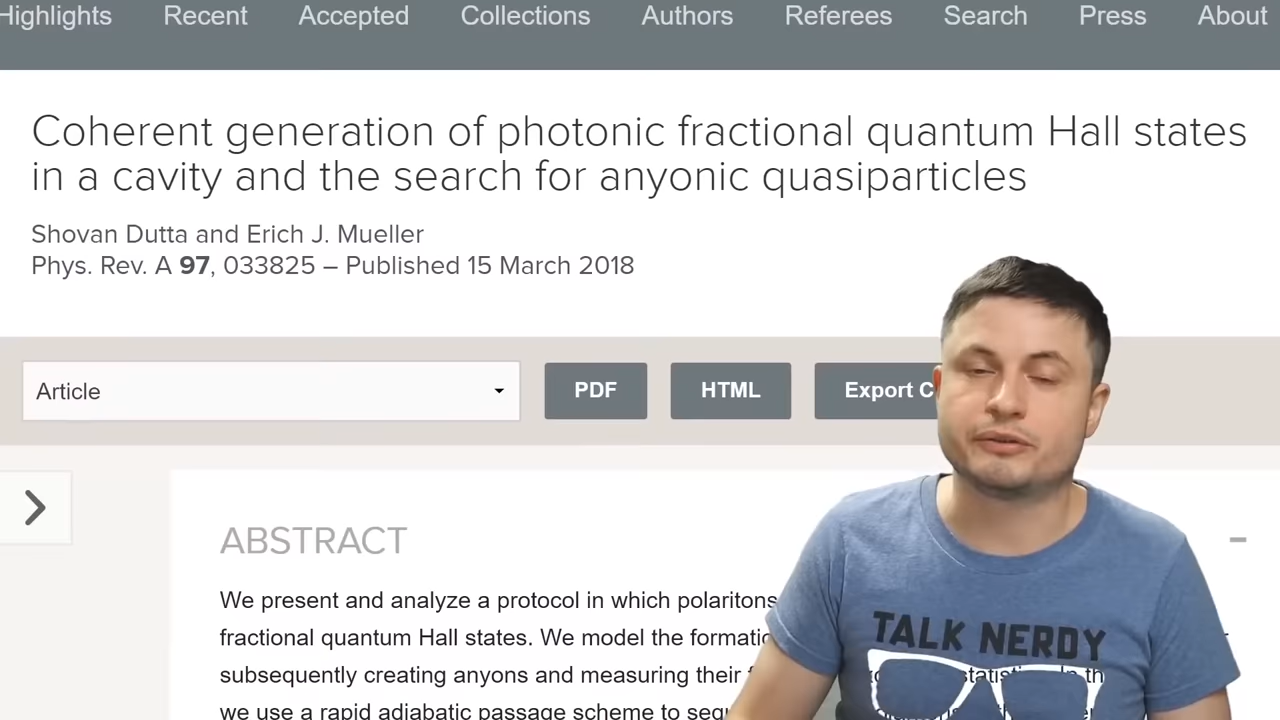 Highlights Recent Accepted Collections Authors Referees Search Press About
Coherent generation of photonic fractional quantum Hall states
in a cavity and the search for anyonic quasiparticles
Shovan Dutta and Erich J. Mueller
Phys. Rev. A 97, 033825 – Published 15 March 2018
Article PDF HTML Export C
ABSTRACT
We present and analyze a protocol in which polaritons
fractional quantum Hall states. We model the
subsequently creating anyons and measuring their
we use a rapid adiabatic passage scheme to
TALK NERDY